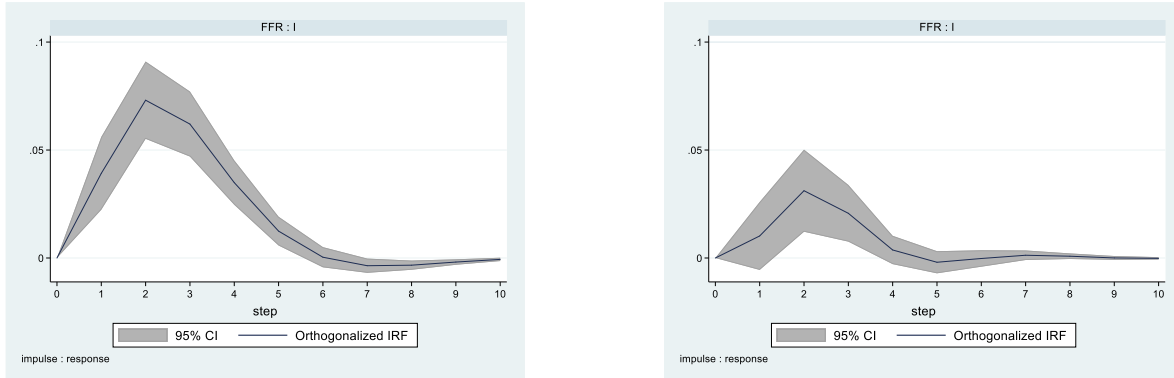 FFR : I
.1
.05
0
0 1 2 3 4 5 6 7 8 9 10
step
95% CI Orthogonalized IRF
impulse : response
FFR : I
.1
.05
0
0 1 2 3 4 5 6 7 8 9 10
step
95% CI Orthogonalized IRF
impulse : response